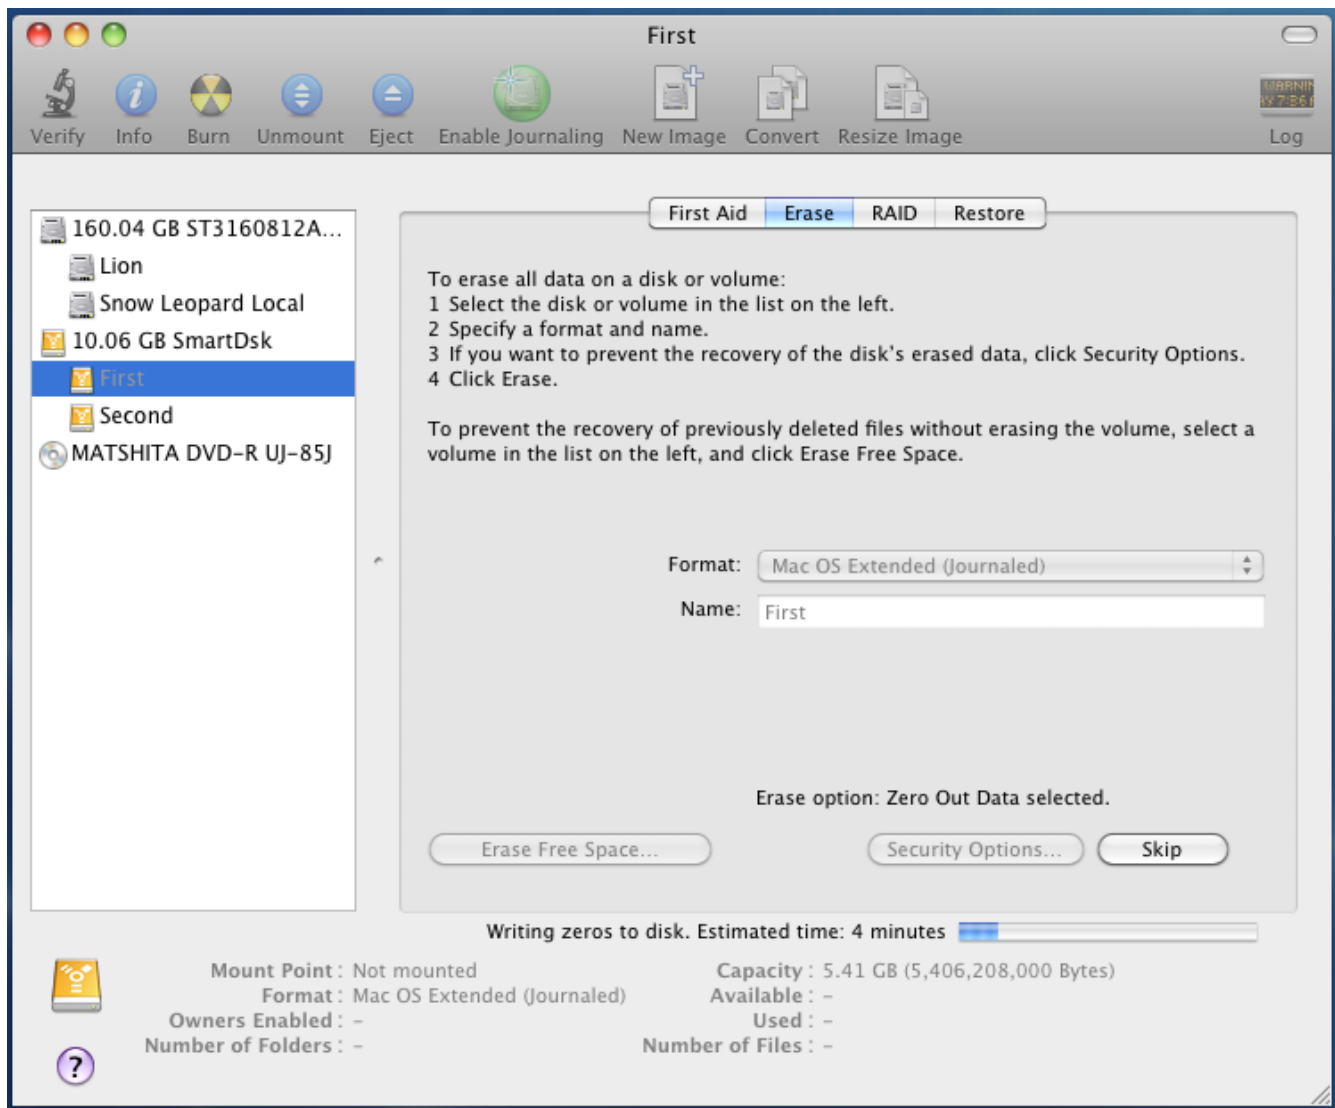 First
Verify Info Burn Unmount Eject Enable Journaling New Image Convert Resize Image Log
WARNIN
AY 7:36
First Aid Erase RAID Restore
160.04 GB ST3160812A...
Lion
Snow Leopard Local
10.06 GB SmartDsk
First
Second
MATSHITA DVD-R UJ-85J
To erase all data on a disk or volume:
1 Select the disk or volume in the list on the left.
2 Specify a format and name.
3 If you want to prevent the recovery of the disk's erased data, click Security Options.
4 Click Erase.
To prevent the recovery of previously deleted files without erasing the volume, select a
volume in the list on the left, and click Erase Free Space.
Format: Mac OS Extended (Journaled)
Name: First
Erase option: Zero Out Data selected.
Erase Free Space... Security Options... Skip
Writing zeros to disk. Estimated time: 4 minutes
Mount Point : Not mounted Capacity : 5.41 GB (5,406,208,000 Bytes)
Format : Mac OS Extended (Journaled) Available : –
Owners Enabled : – Used : –
Number of Folders : – Number of Files : –
?